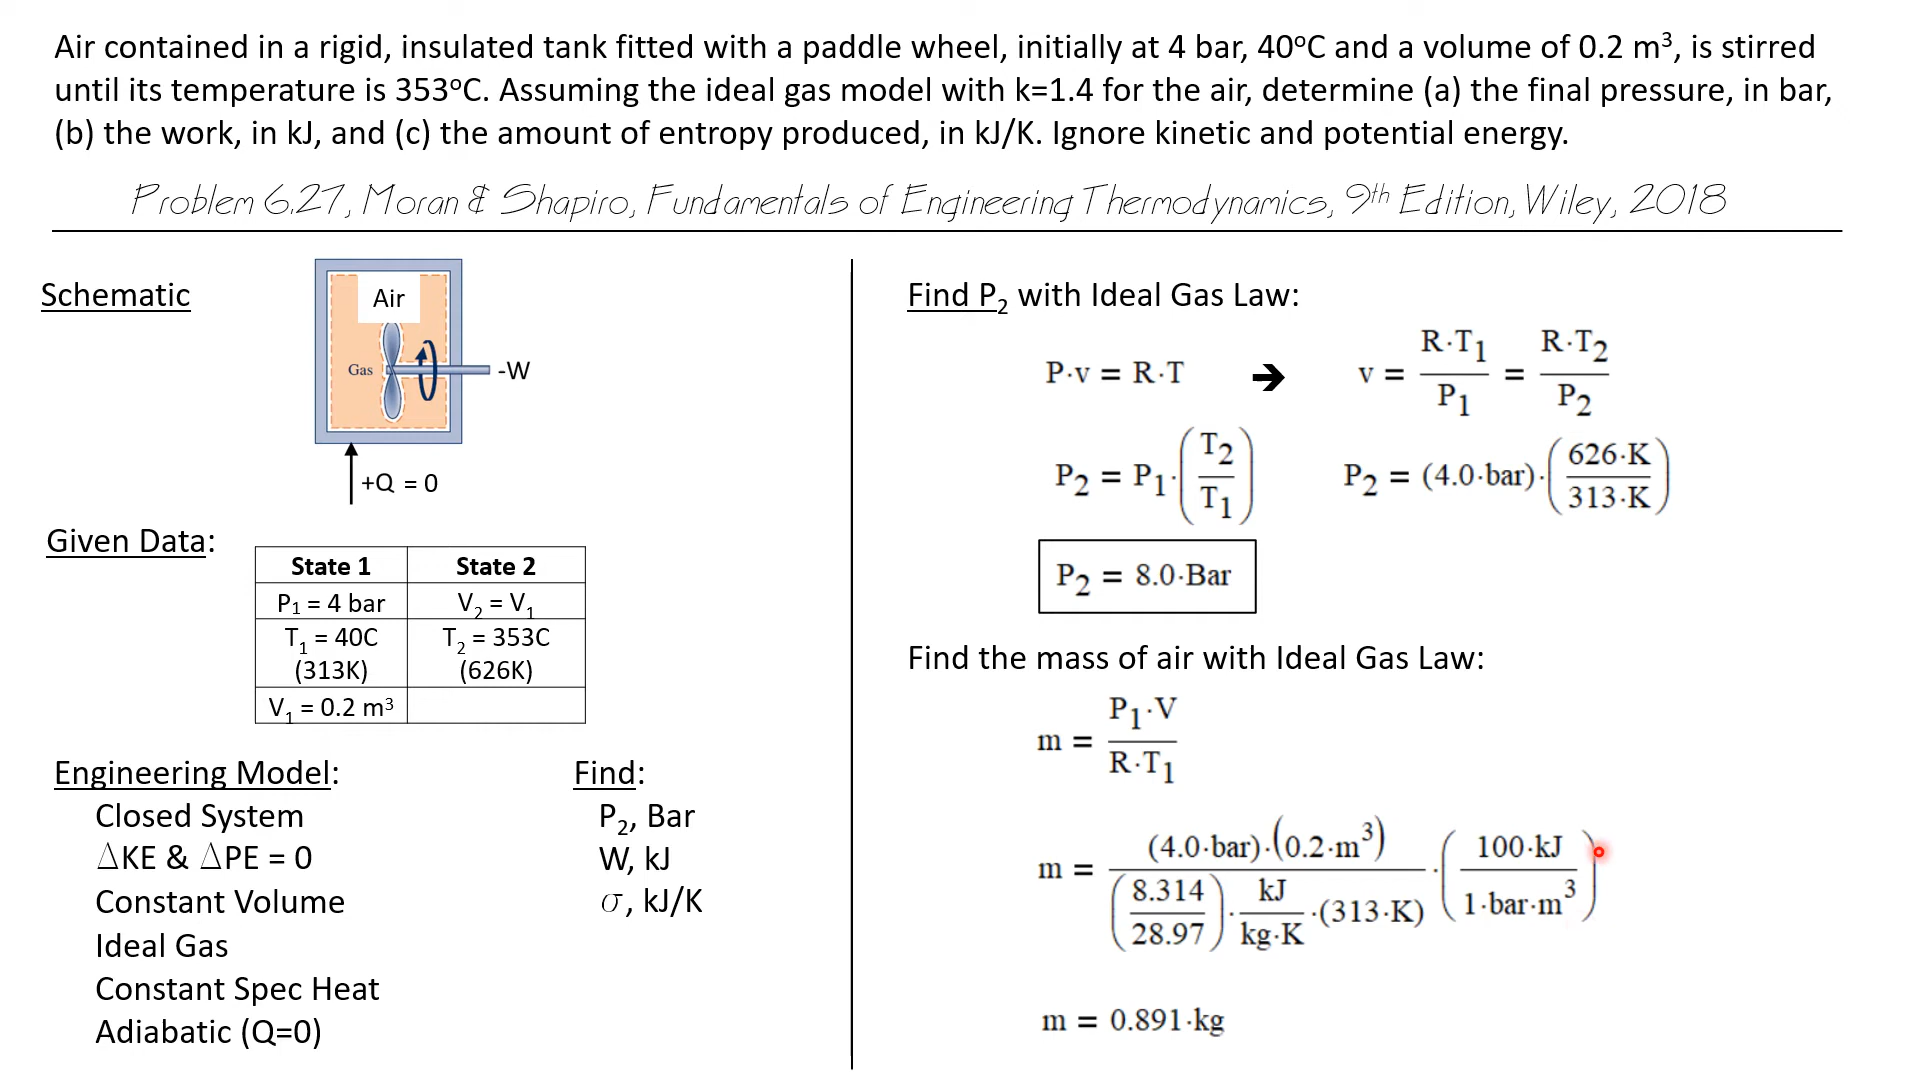 Air contained in a rigid, insulated tank fitted with a paddle wheel, initially at 4 bar, 40ºC and a volume of 0.2 m³, is stirred
until its temperature is 353ºC. Assuming the ideal gas model with k=1.4 for the air, determine (a) the final pressure, in bar,
(b) the work, in kJ, and (c) the amount of entropy produced, in kJ/K. Ignore kinetic and potential energy.
Problem 6.27, Moran & Shapiro, Fundamentals of Engineering Thermodynamics, 9th Edition, Wiley, 2018
Schematic
Air
Gas
-W
+Q = 0
Given Data:
State 1 State 2
P1 = 4 bar V₂ = V₁
T₁ = 40C T₂ = 353C
(313K) (626K)
V₁ = 0.2 m³
Engineering Model:
Closed System
ΔKE & ΔPE = 0
Constant Volume
Ideal Gas
Constant Spec Heat
Adiabatic (Q=0)
Find:
P₂, Bar
W, kJ
σ, kJ/K
Find P₂ with Ideal Gas Law:
P·v = R·T ➔ v = R·T₁/P₁ = R·T₂/P₂
P₂ = P₁·(T₂/T₁) P₂ = (4.0·bar)·(626·K/313·K)
P₂ = 8.0·Bar
Find the mass of air with Ideal Gas Law:
m = P₁·V/R·T₁
m = (4.0·bar)·(0.2·m³)/(8.314/28.97)·kJ/kg·K·(313·K)·(100·kJ/1·bar·m³)
m = 0.891·kg